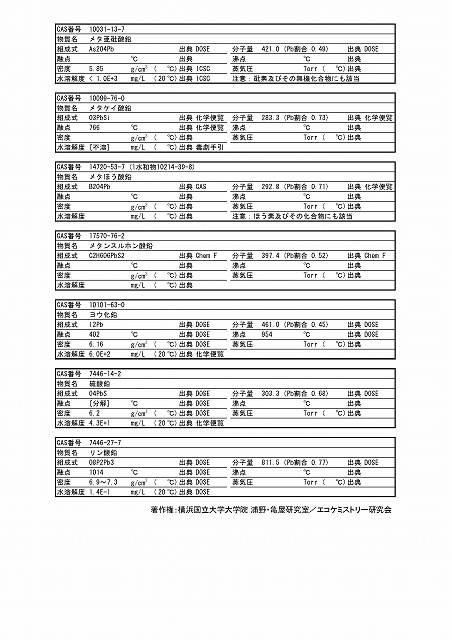 CAS番号 10031-13-7
物質名 メタ亜砒酸鉛
組成式 As2O4Pb 出典 DOSE 分子量 421.0 (Pb割合 0.49) 出典 DOSE
融点 ℃ 出典 沸点 ℃ 出典
密度 5.85 g/cm3 ( ℃) 出典 ICSC 蒸気圧 Torr ( ℃) 出典
水溶解度 < 1.0E+3 mg/L (20 ℃) 出典 ICSC 注意：砒素及びその無機化合物にも該当
CAS番号 10099-76-0
物質名 メタケイ酸鉛
組成式 O3PbSi 出典 化学便覧 分子量 283.3 (Pb割合 0.73) 出典 化学便覧
融点 766 ℃ 出典 化学便覧 沸点 ℃ 出典
密度 g/cm3 ( ℃) 出典 蒸気圧 Torr ( ℃) 出典
水溶解度 [不溶] mg/L ( ℃) 出典 毒劇手引
CAS番号 14720-53-7 (1水和物10214-39-8)
物質名 メタほう酸鉛
組成式 B2O4Pb 出典 CAS 分子量 292.8 (Pb割合 0.71) 出典 化学便覧
融点 ℃ 出典 沸点 ℃ 出典
密度 g/cm3 ( ℃) 出典 蒸気圧 Torr ( ℃) 出典
水溶解度 mg/L ( ℃) 出典 注意：ほう素及びその化合物にも該当
CAS番号 17570-76-2
物質名 メタンスルホン酸鉛
組成式 C2H6O6PbS2 出典 Chem F 分子量 397.4 (Pb割合 0.52) 出典 Chem F
融点 ℃ 出典 沸点 ℃ 出典
密度 g/cm3 ( ℃) 出典 蒸気圧 Torr ( ℃) 出典
水溶解度 mg/L ( ℃) 出典
CAS番号 10101-63-0
物質名 ヨウ化鉛
組成式 I2Pb 出典 DOSE 分子量 461.0 (Pb割合 0.45) 出典 DOSE
融点 402 ℃ 出典 DOSE 沸点 954 ℃ 出典 DOSE
密度 6.16 g/cm3 ( ℃) 出典 DOSE 蒸気圧 Torr ( ℃) 出典
水溶解度 6.0E+2 mg/L (20 ℃) 出典 化学便覧
CAS番号 7446-14-2
物質名 硫酸鉛
組成式 O4PbS 出典 DOSE 分子量 303.3 (Pb割合 0.68) 出典 DOSE
融点 [分解] ℃ 出典 DOSE 沸点 ℃ 出典
密度 6.2 g/cm3 ( ℃) 出典 DOSE 蒸気圧 Torr ( ℃) 出典
水溶解度 4.3E+1 mg/L (20 ℃) 出典 化学便覧
CAS番号 7446-27-7
物質名 リン酸鉛
組成式 O8P2Pb3 出典 DOSE 分子量 811.5 (Pb割合 0.77) 出典 DOSE
融点 1014 ℃ 出典 DOSE 沸点 ℃ 出典
密度 6.9～7.3 g/cm3 ( ℃) 出典 DOSE 蒸気圧 Torr ( ℃) 出典
水溶解度 1.4E-1 mg/L (20 ℃) 出典 DOSE
著作権：横浜国立大学大学院 浦野・亀屋研究室／エコケミストリー研究会